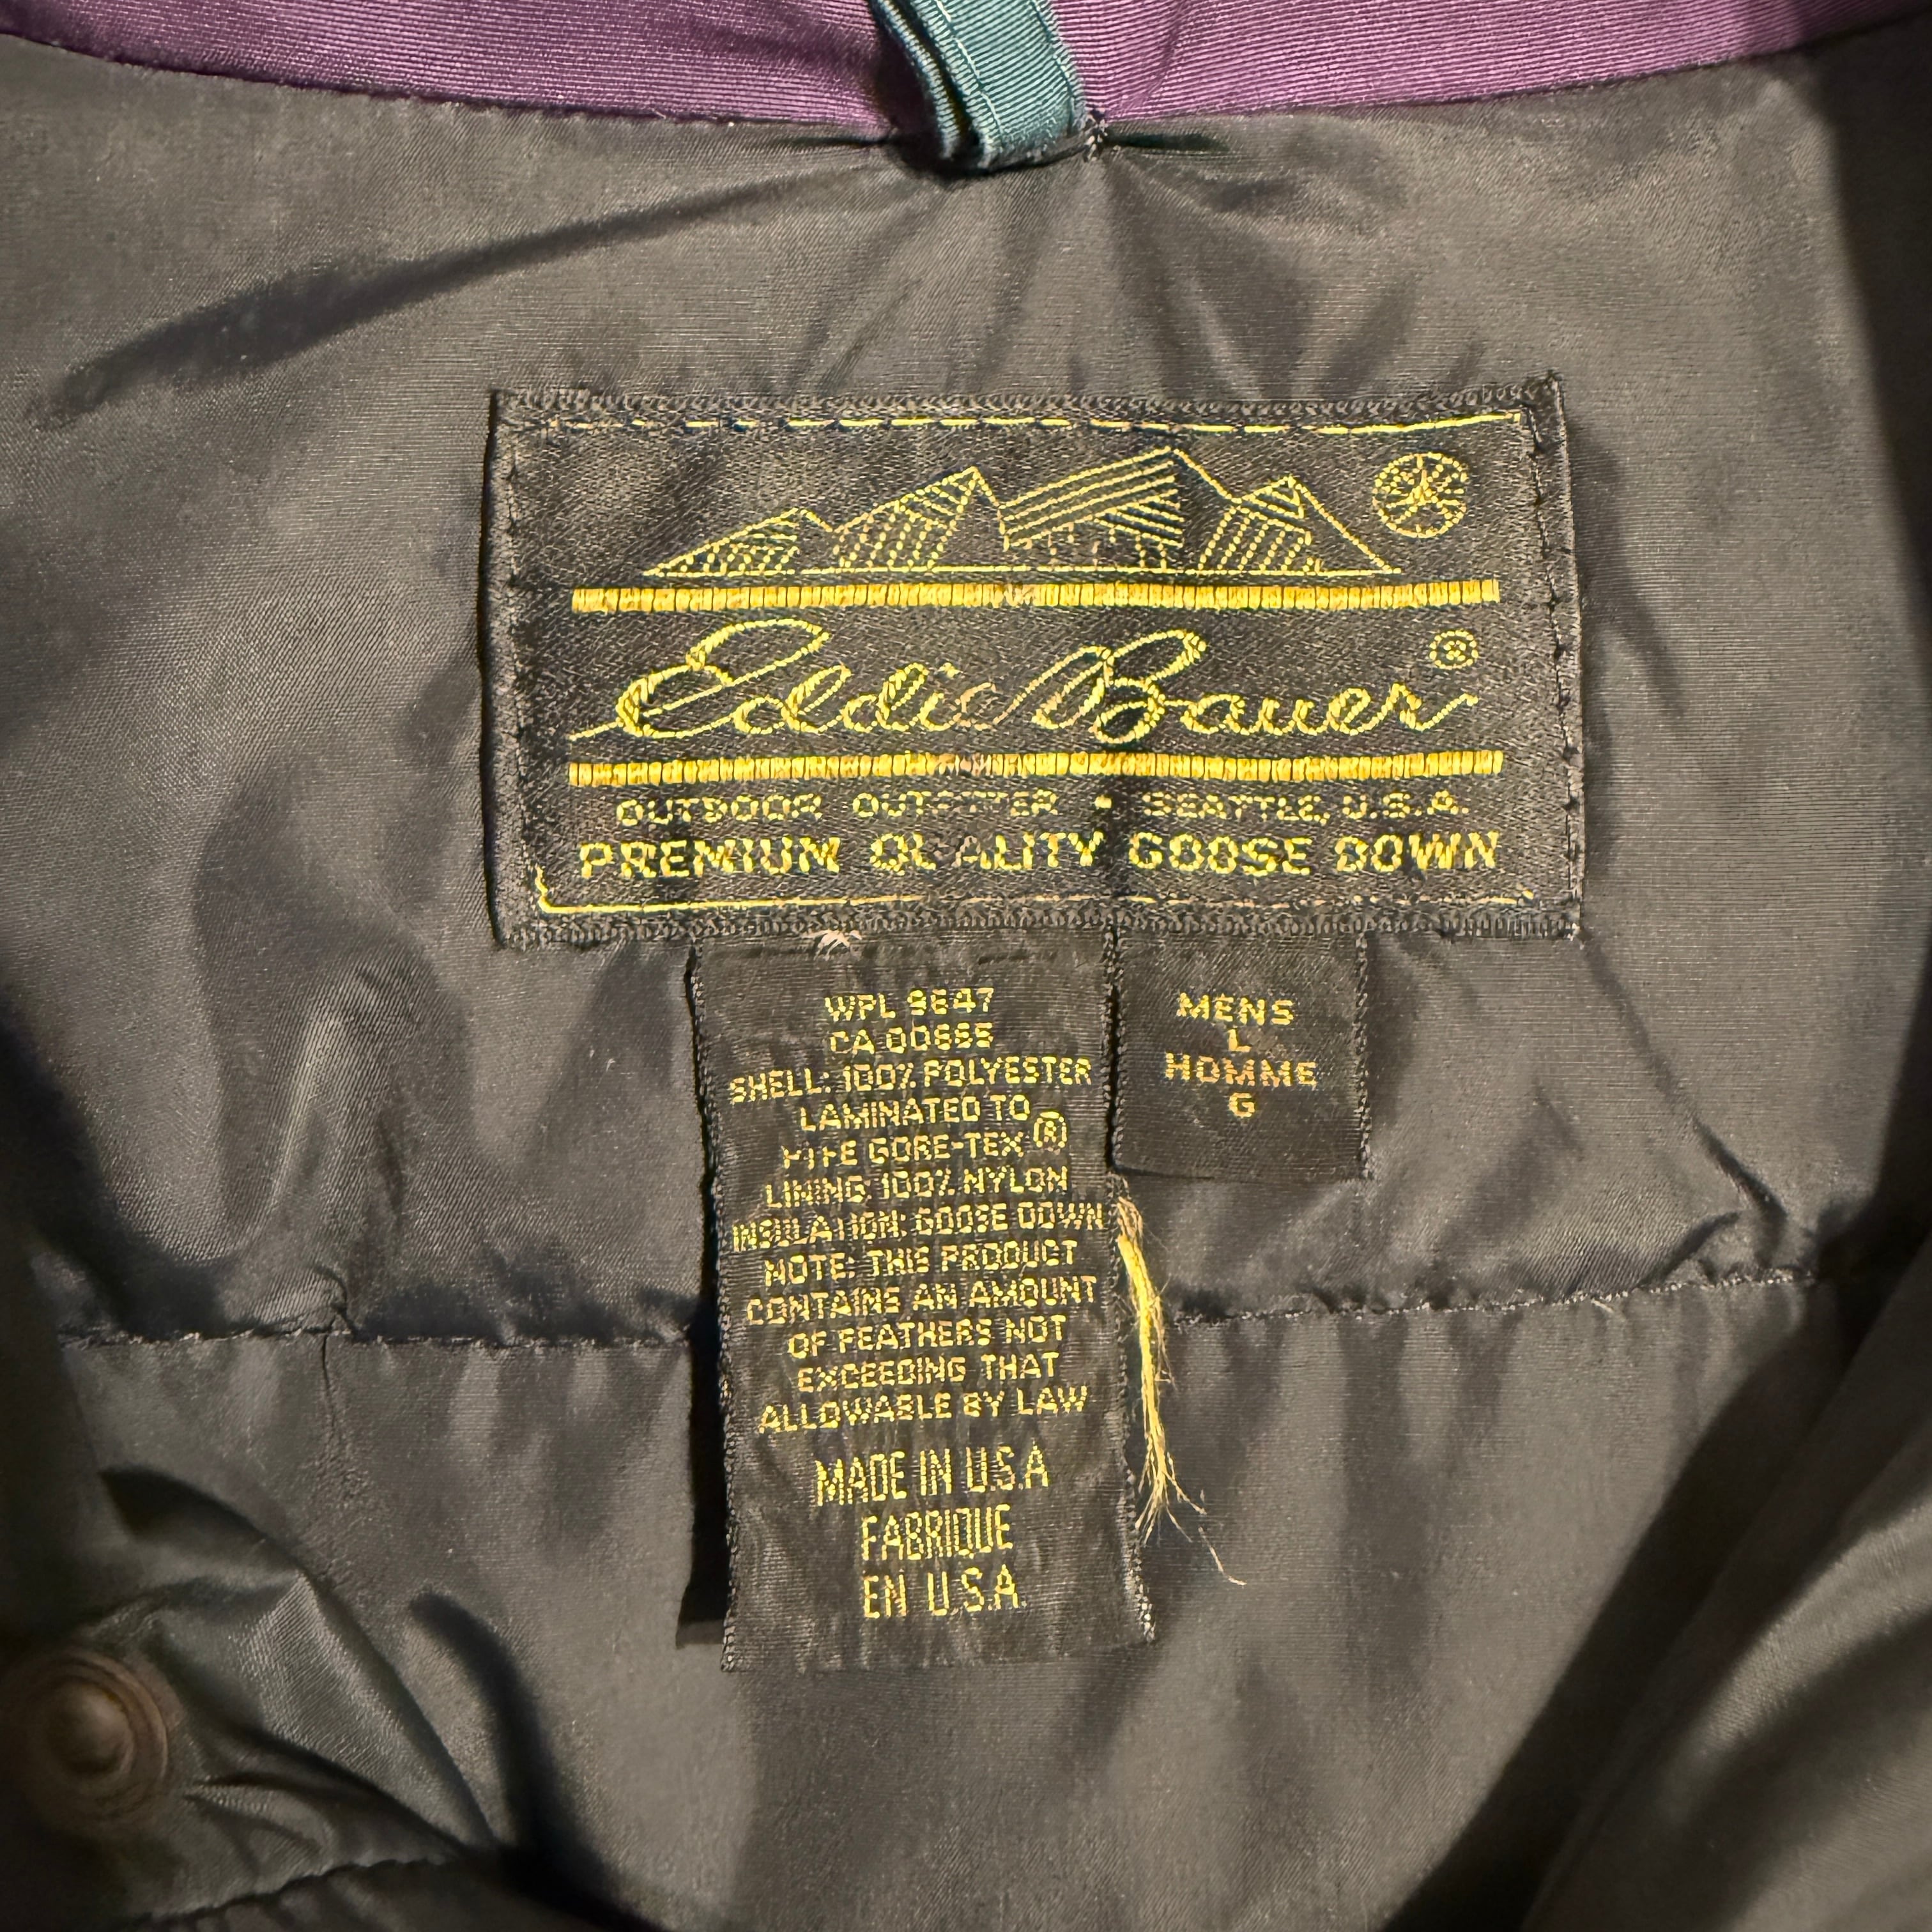 Eddie Bauer®
OUTDOOR OUTFITTER • SEATTLE, U.S.A.
PREMIUM QUALITY GOOSE DOWN
WPL 9E47
CA 00665
SHELL: 100% POLYESTER
LAMINATED TO
PTFE GORE-TEX®
LINING: 100% NYLON
INSULATION: GOOSE DOWN
NOTE: THIS PRODUCT
CONTAINS AN AMOUNT
OF FEATHERS NOT
EXCEEDING THAT
ALLOWABLE BY LAW
MADE IN U.S.A
FABRIQUE
EN U.S.A.
MENS
L
HOMME
G